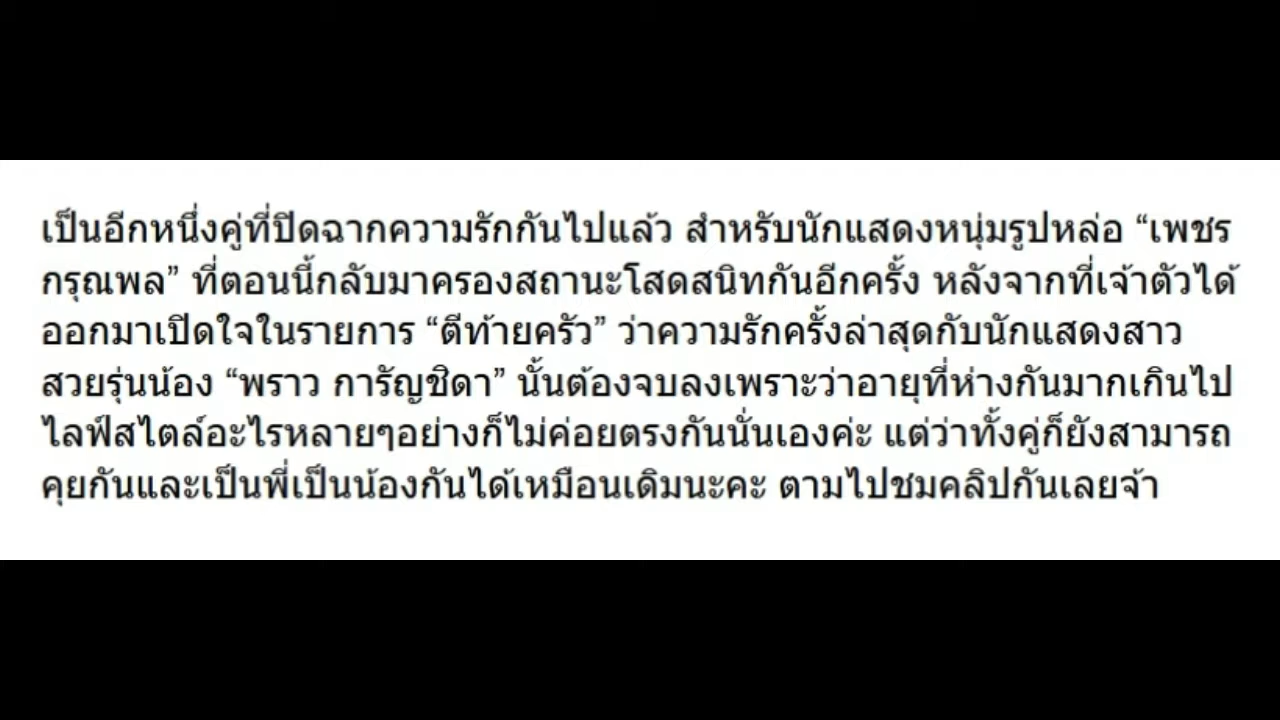 เป็นอีกหนึ่งคู่ที่ปิดฉากความรักกันไปแล้ว สำหรับนักแสดงหนุ่มรูปหล่อ “เพชร
กรุณพล” ที่ตอนนี้กลับมาครองสถานะโสดสนิทกันอีกครั้ง หลังจากที่เจ้าตัวได้
ออกมาเปิดใจในรายการ “ตีท้ายครัว” ว่าความรักครั้งล่าสุดกับนักแสดงสาว
สวยรุ่นน้อง “พราว การัญชิดา” นั้นต้องจบลงเพราะว่าอายุที่ห่างกันมากเกินไป
ไลฟ์สไตล์อะไรหลายๆอย่างก็ไม่ค่อยตรงกันนั่นเองค่ะ แต่ว่าทั้งคู่ก็ยังสามารถ
คุยกันและเป็นพี่เป็นน้องกันได้เหมือนเดิมนะคะ ตามไปชมคลิปกันเลยจ้า